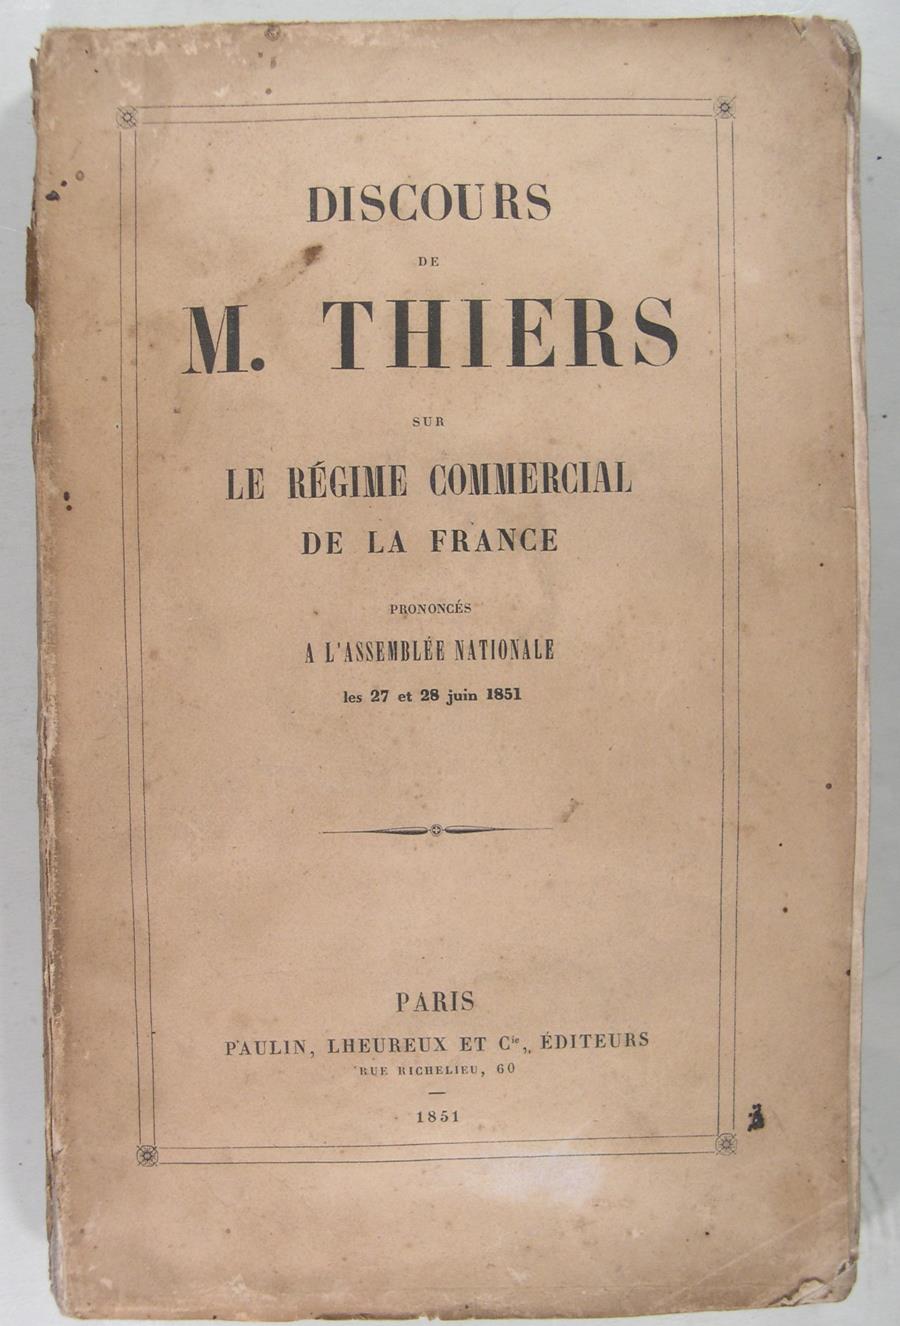 DISCOURS
DE
M. THIERS
SUR
LE RÉGIME COMMERCIAL
DE LA FRANCE
PRONONCÉS
A L'ASSEMBLÉE NATIONALE
les 27 et 28 juin 1851
PARIS
PAULIN, LHEUREUX ET Cie, ÉDITEURS
RUE RICHELIEU, 60
1851